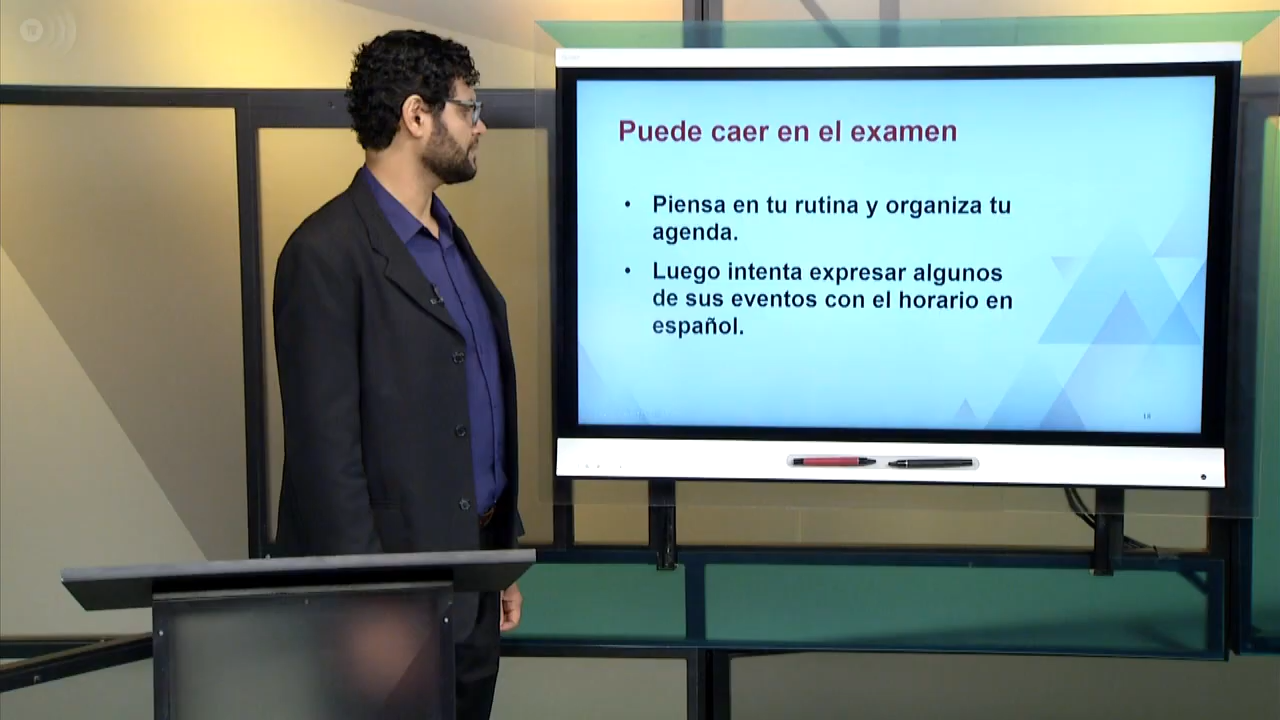 Puede caer en el examen
• Piensa en tu rutina y organiza tu
agenda.
• Luego intenta expresar algunos
de sus eventos con el horario en
español.
18